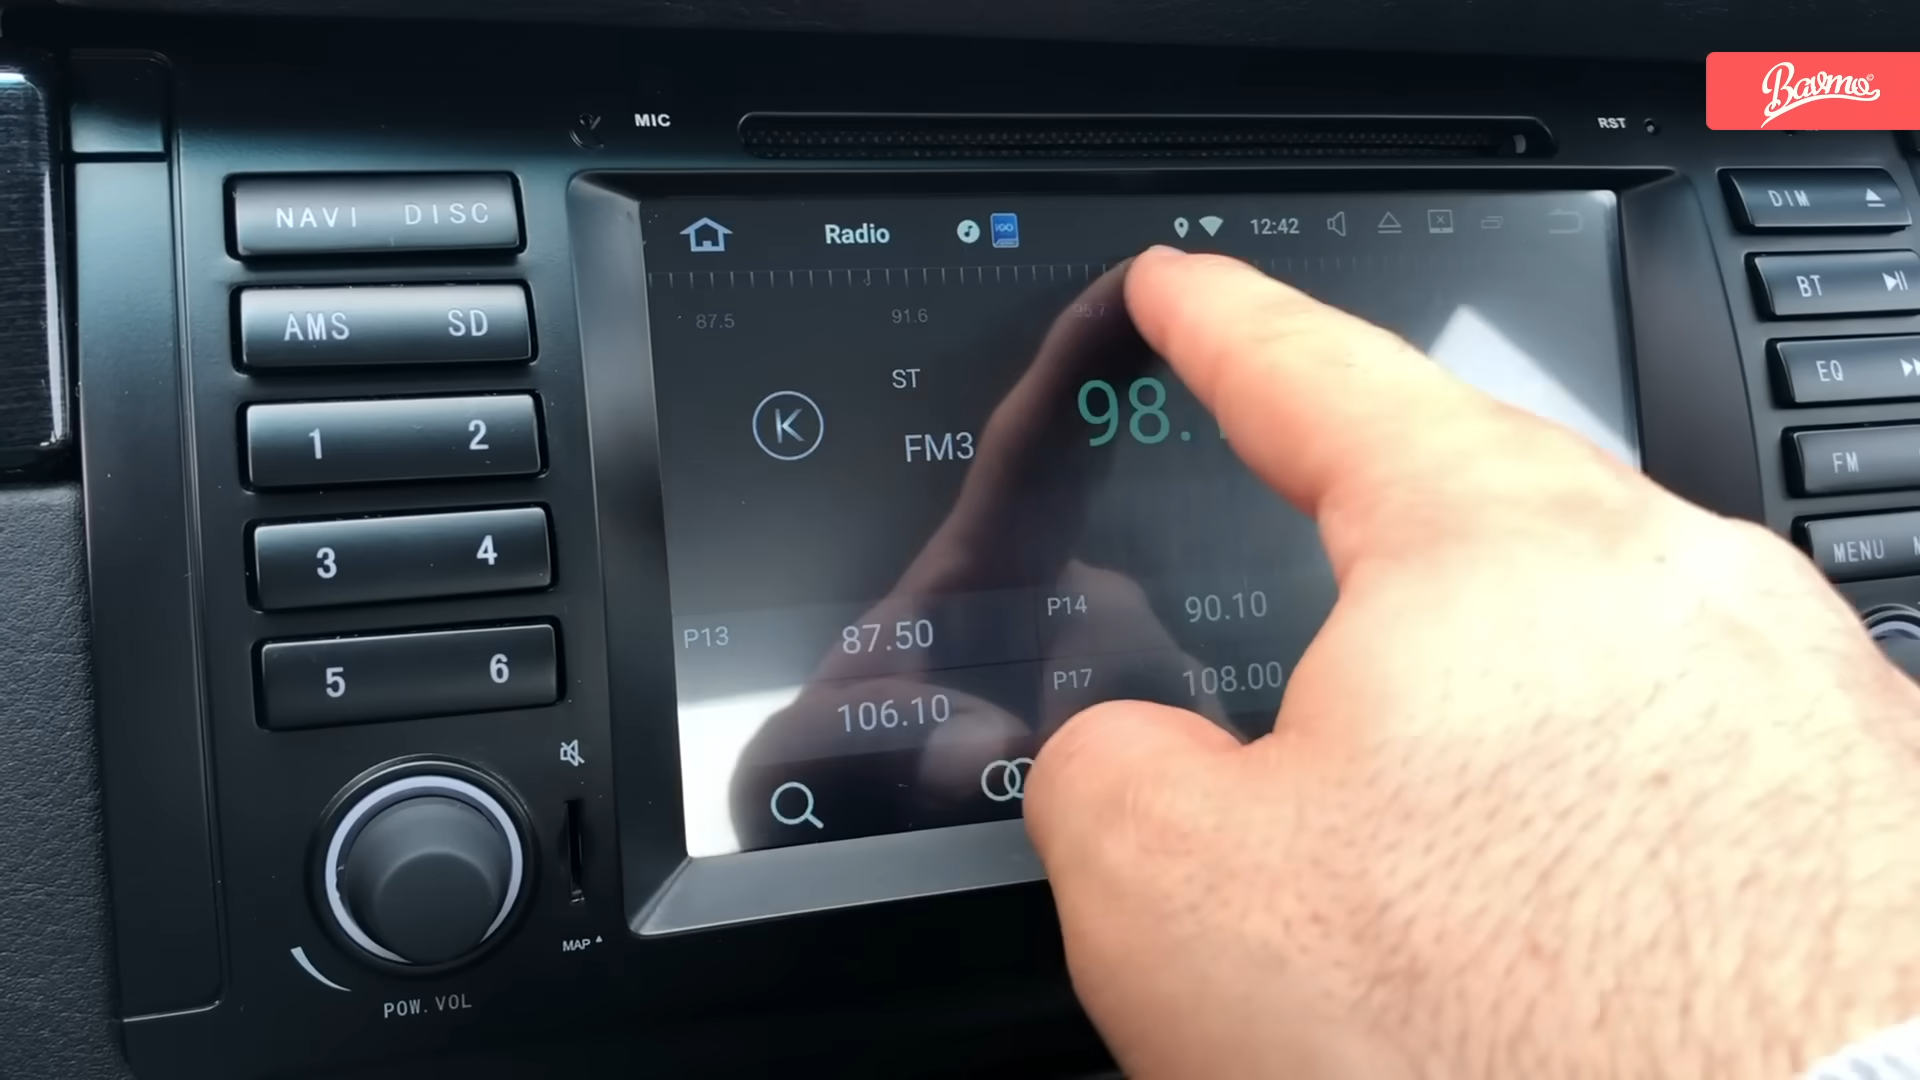 Bavmo
MIC
RST
NAVI DISC
AMS SD
1 2
3 4
5 6
POW.VOL
MAP
Radio
iGO
12:42
87.5 91.6 95.7
ST
FM3
98.
P13 87.50
P14 90.10
106.10
P17 108.00
DIM
BT
EQ
FM
MENU